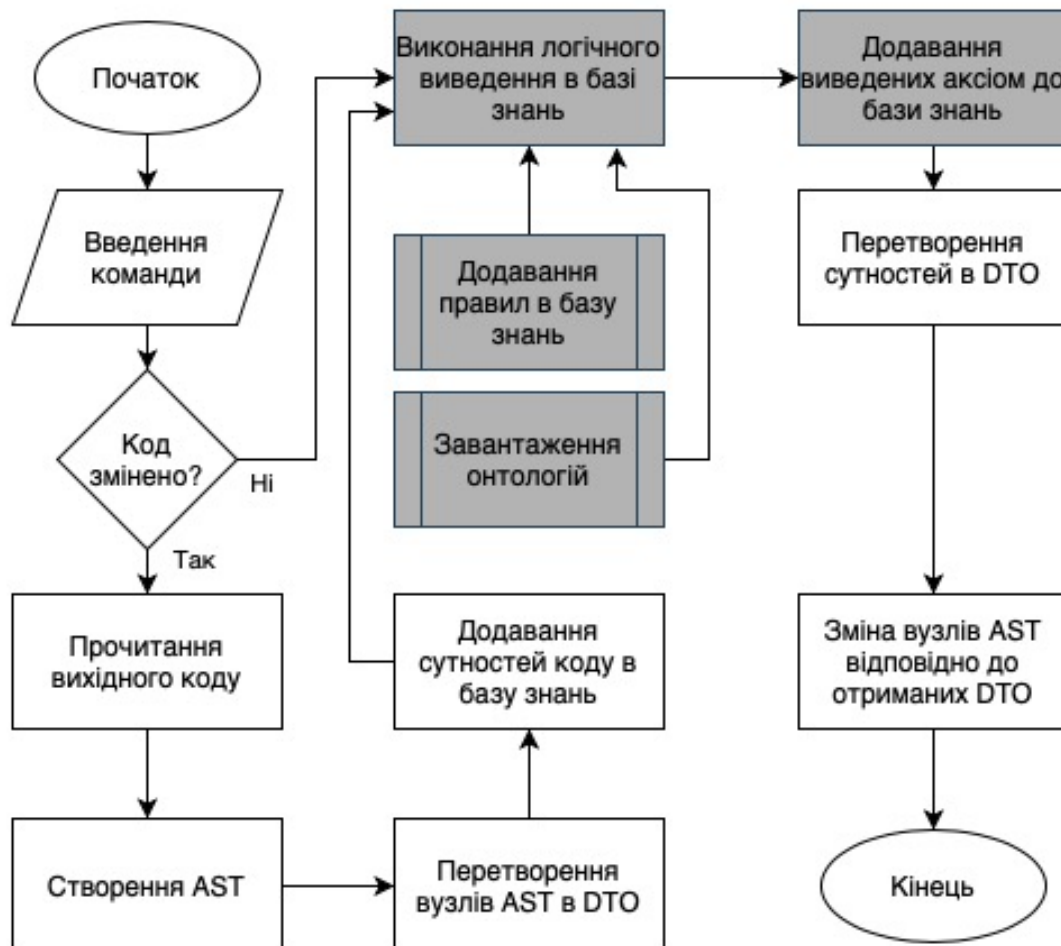 Початок
Введення
команди
Код
змінено?
Ні
Так
Прочитання
вихідного коду
Створення AST
Перетворення
вузлів AST в DTO
Додавання
сутностей коду в
базу знань
Завантаження
онтологій
Додавання
правил в базу
знань
Виконання логічного
виведення в базі
знань
Додавання
виведених аксіом до
бази знань
Перетворення
сутностей в DTO
Зміна вузлів AST
відповідно до
отриманих DTO
Кінець